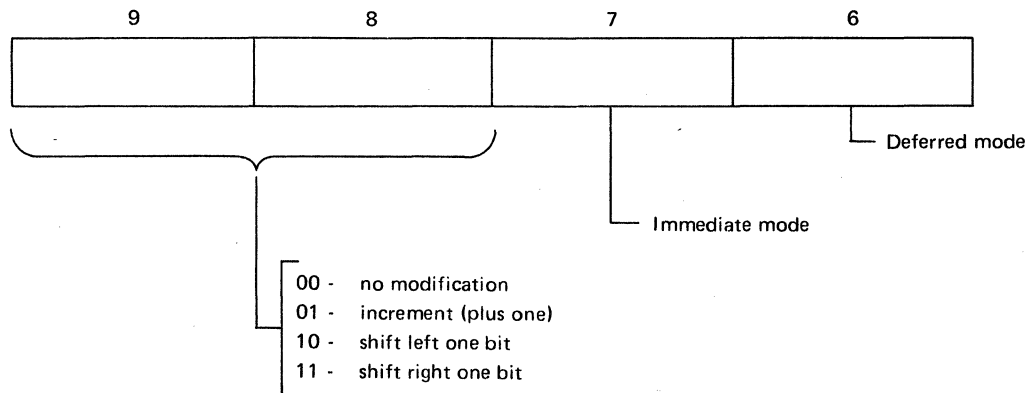 9 8 7 6
Deferred mode
Immediate mode
00 - no modification
01 - increment (plus one)
10 - shift left one bit
11 - shift right one bit